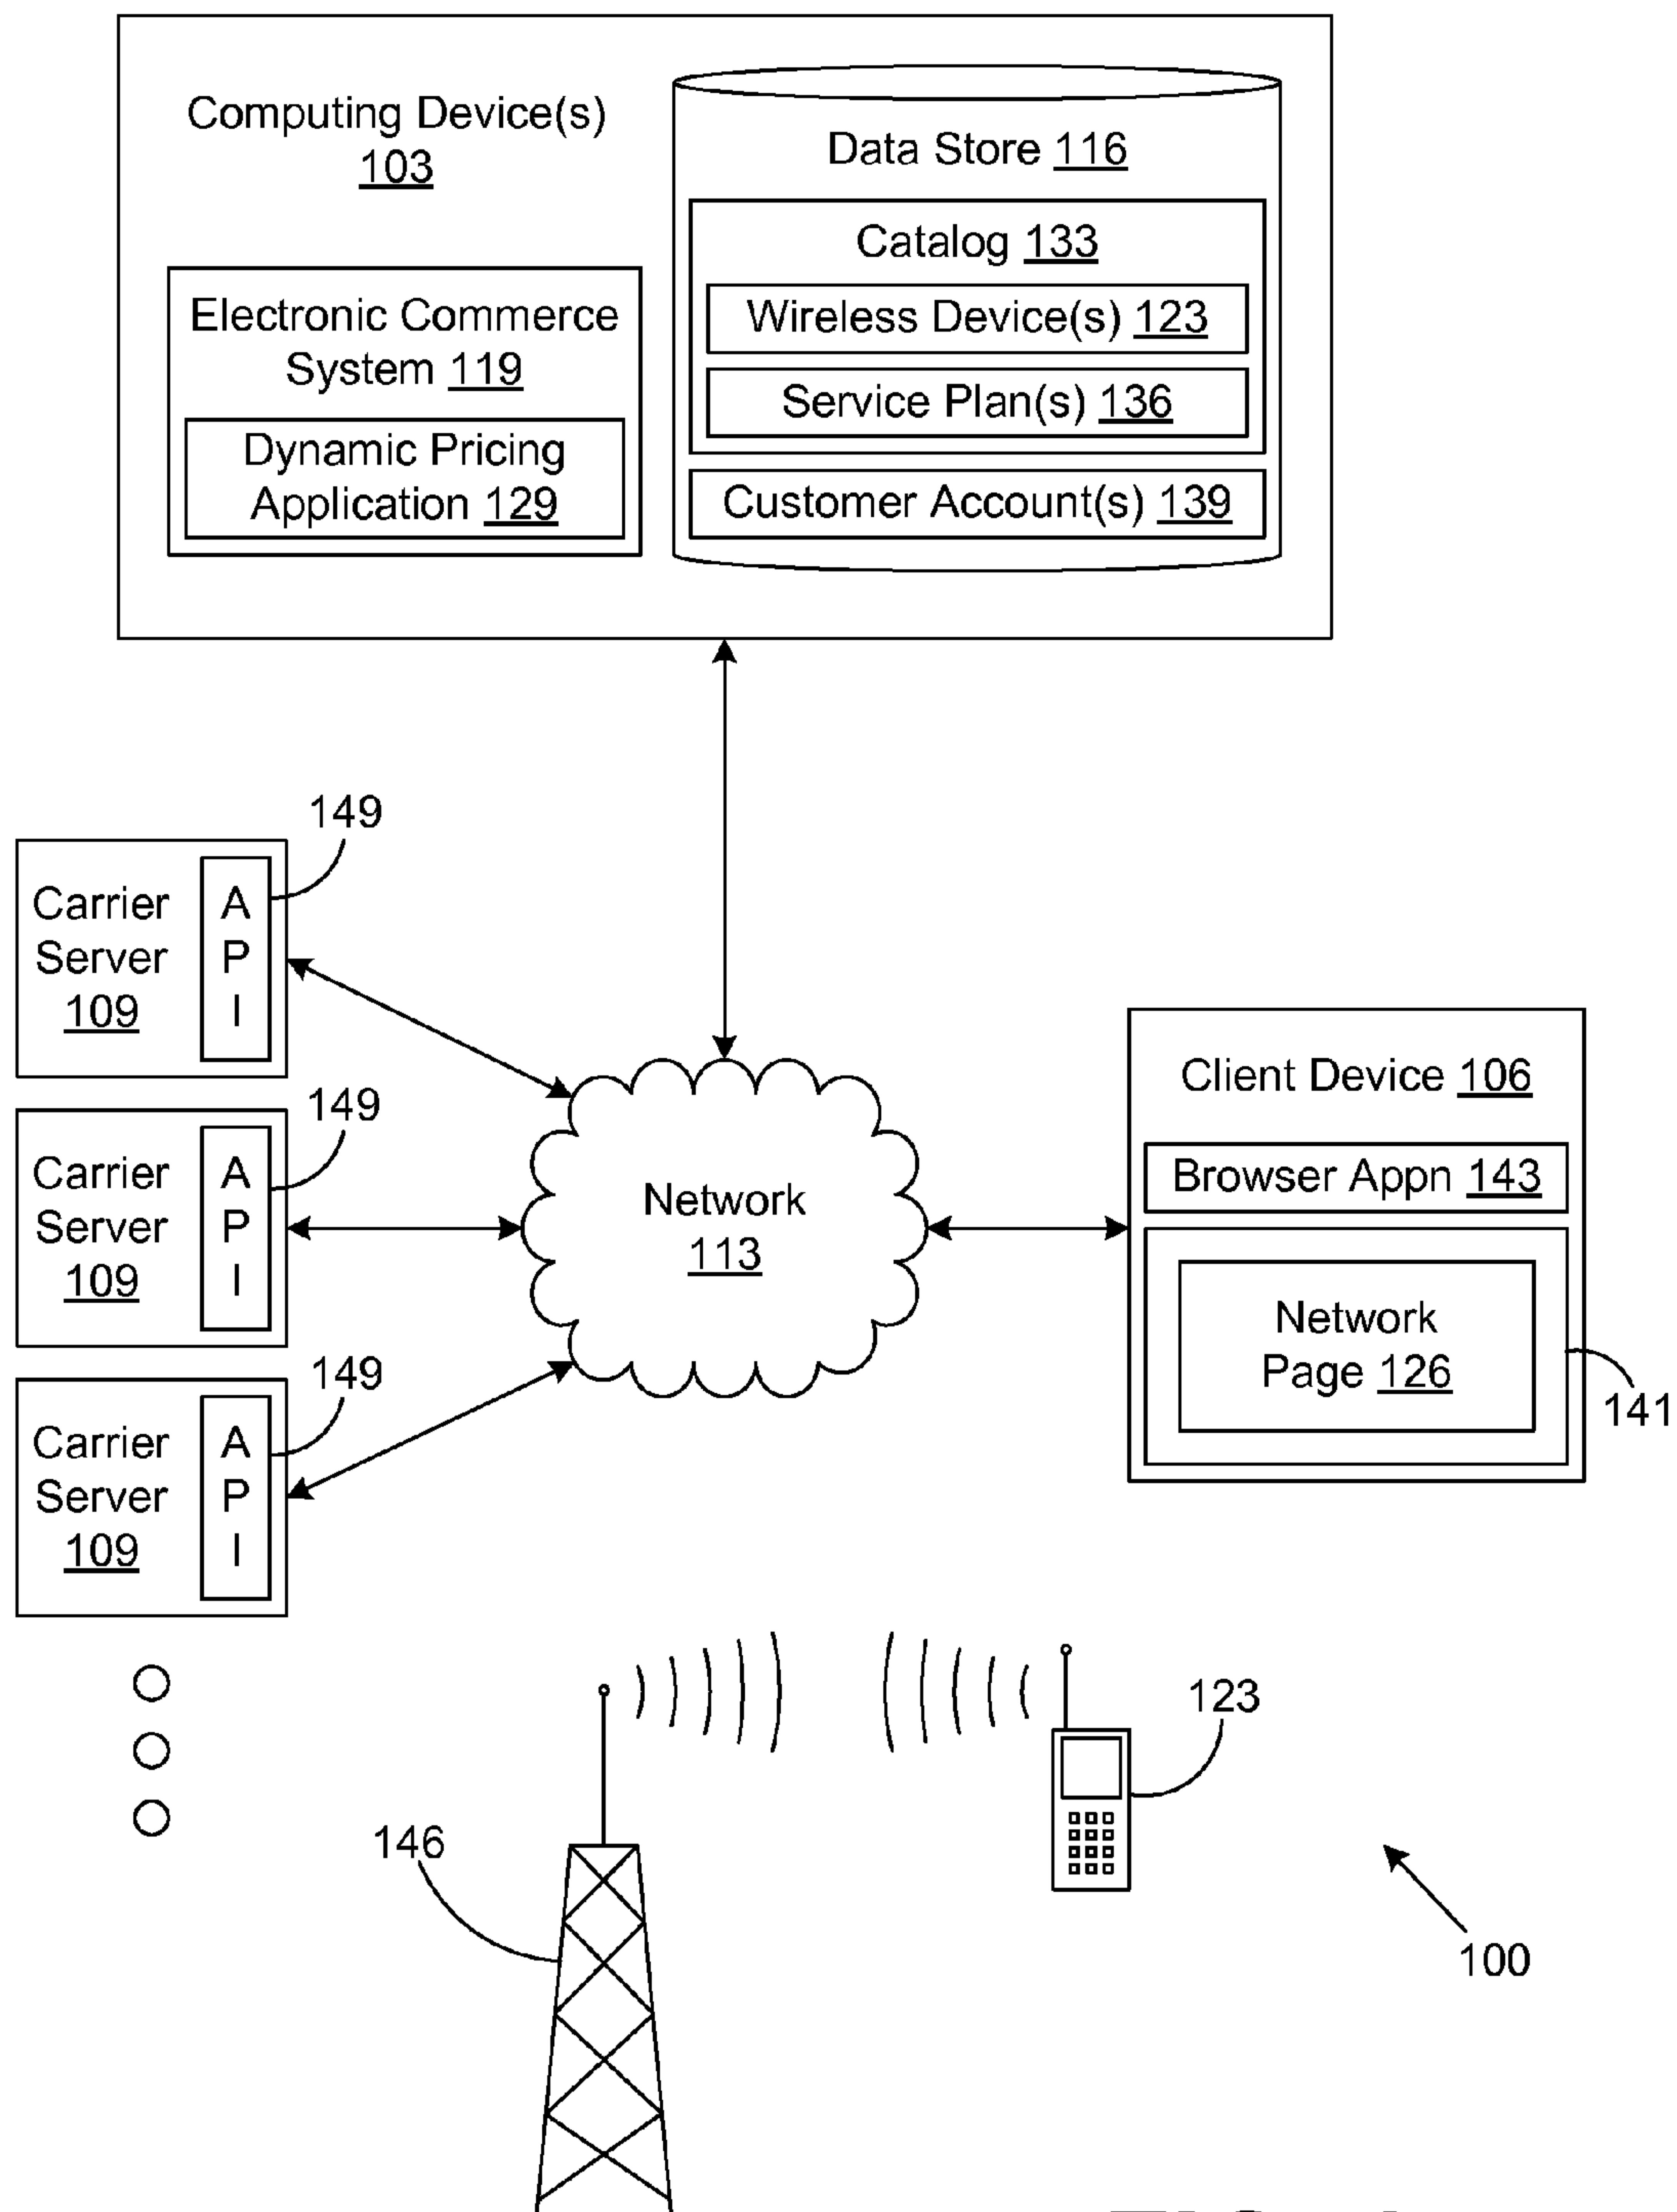 Computing Device(s)
103
Data Store 116
Catalog 133
Wireless Device(s) 123
Service Plan(s) 136
Customer Account(s) 139
Electronic Commerce
System 119
Dynamic Pricing
Application 129
149
Carrier
Server
109
A
P
I
149
Carrier
Server
109
A
P
I
149
Carrier
Server
109
A
P
I
Network
113
Client Device 106
Browser Appn 143
Network
Page 126
141
123
146
100